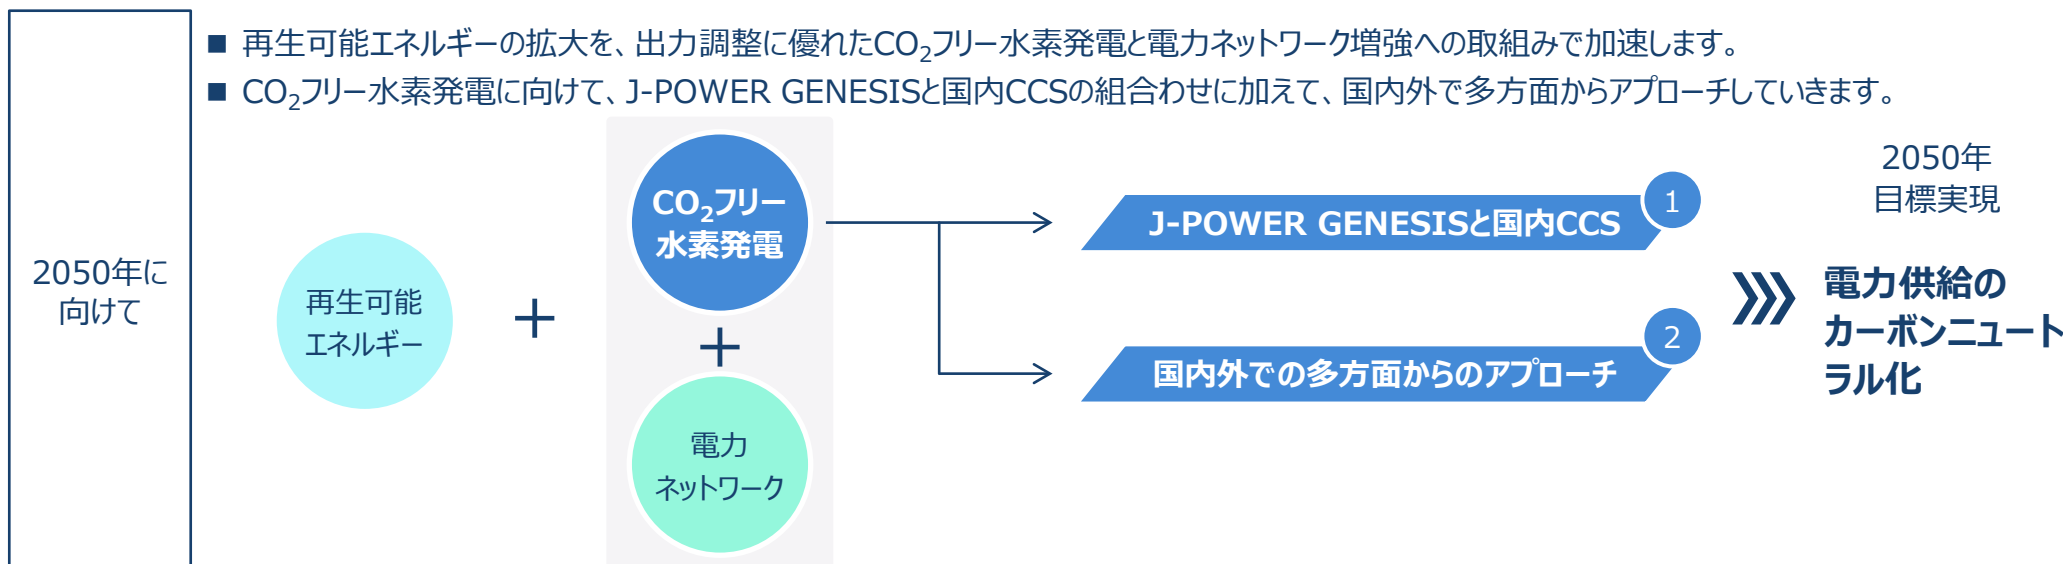 2050年に
向けて
■ 再生可能エネルギーの拡大を、出力調整に優れたCO₂フリー水素発電と電力ネットワーク増強への取組みで加速します。
■ CO₂フリー水素発電に向けて、J-POWER GENESISと国内CCSの組合わせに加えて、国内外で多方面からアプローチしていきます。
再生可能
エネルギー
+
CO₂フリー
水素発電
+
電力
ネットワーク
J-POWER GENESISと国内CCS
1
国内外での多方面からのアプローチ
2
2050年
目標実現
電力供給の
カーボンニュート
ラル化